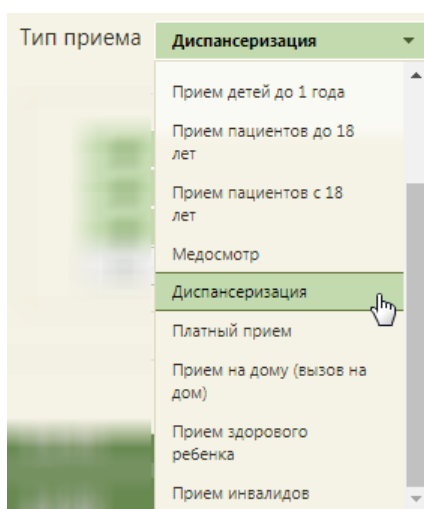 Тип приема
Диспансеризация
Прием детей до 1 года
Прием пациентов до 18
лет
Прием пациентов с 18
лет
Медосмотр
Диспансеризация
Платный прием
Прием на дому (вызов на
дом)
Прием здорового
ребенка
Прием инвалидов